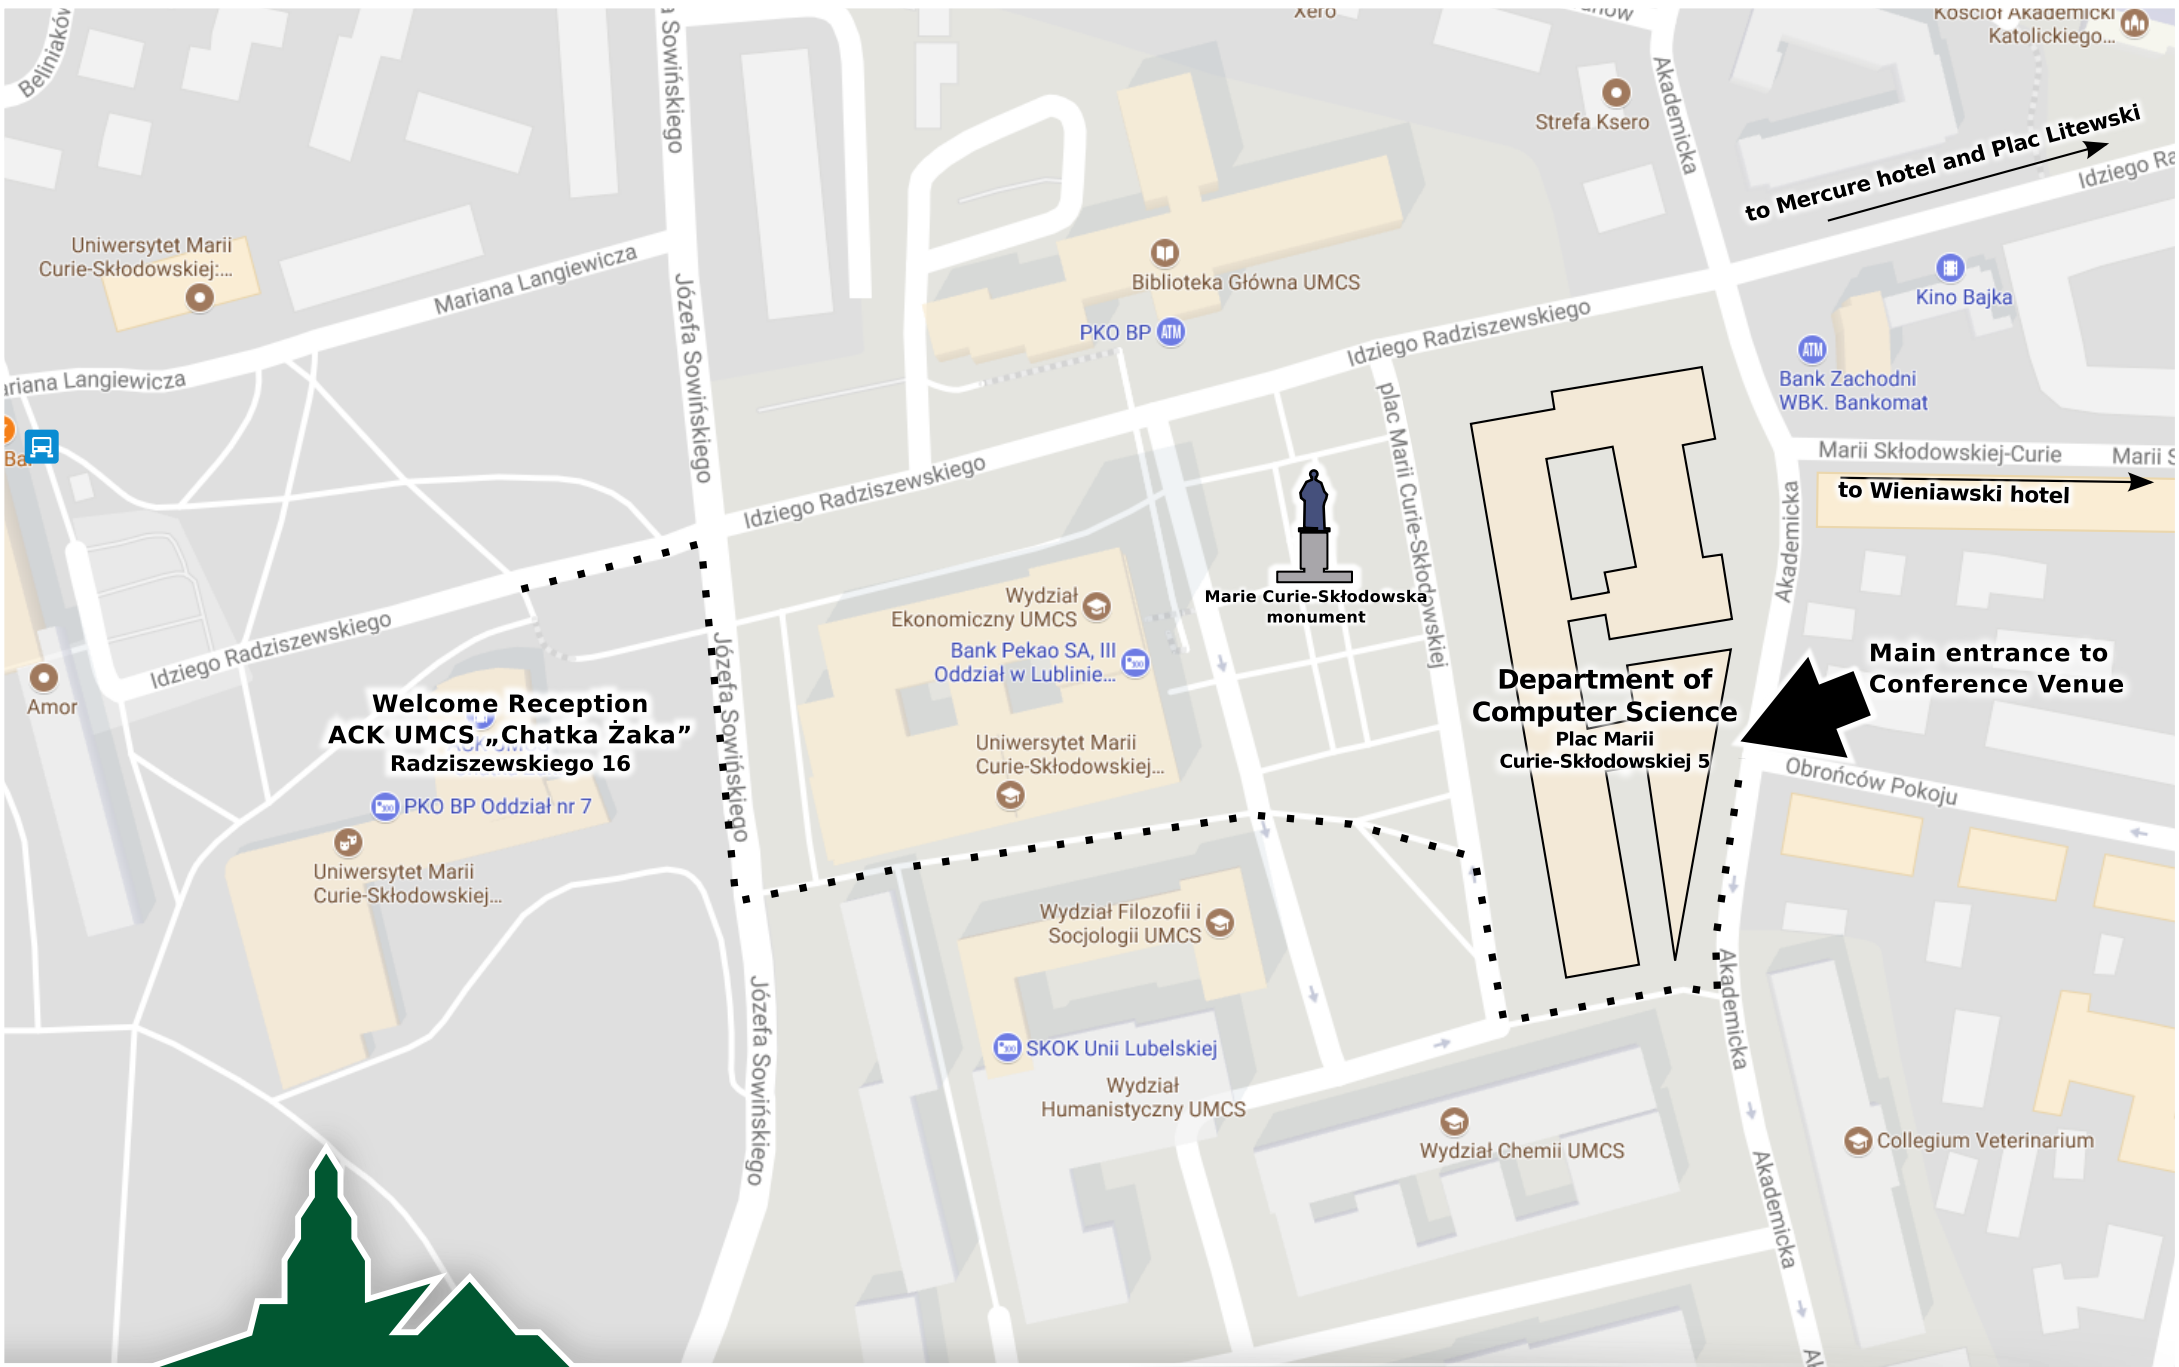 Beliniaków
Sowińskiego
Xero
Akademicka
Kościół Akademicki
Katolickiego...
Strefa Ksero
to Mercure hotel and Plac Litewski
Idziego Ra
Uniwersytet Marii
Curie-Skłodowskiej:...
Mariana Langiewicza
Józefa Sowińskiego
Biblioteka Główna UMCS
PKO BP
ATM
Idziego Radziszewskiego
Kino Bajka
ATM
Bank Zachodni
WBK. Bankomat
ariana Langiewicza
Ba
plac Marii Curie-Skłodowskiej
Marii Skłodowskiej-Curie
Marii S
to Wieniawski hotel
Idziego Radziszewskiego
Akademicka
Wydział
Ekonomiczny UMCS
Marie Curie-Skłodowska
monument
Bank Pekao SA, III
Oddział w Lublinie...
Idziego Radziszewskiego
Amor
Józefa Sowińskiego
Main entrance to
Conference Venue
Department of
Computer Science
Plac Marii
Curie-Skłodowskiej 5
Welcome Reception
ACK UMCS „Chatka Żaka”
Radziszewskiego 16
Uniwersytet Marii
Curie-Skłodowskiej...
Obrońców Pokoju
PKO BP Oddział nr 7
Uniwersytet Marii
Curie-Skłodowskiej...
Wydział Filozofii i
Socjologii UMCS
Józefa Sowińskiego
Akademicka
SKOK Unii Lubelskiej
Wydział
Humanistyczny UMCS
Wydział Chemii UMCS
Collegium Veterinarium
Akademicka